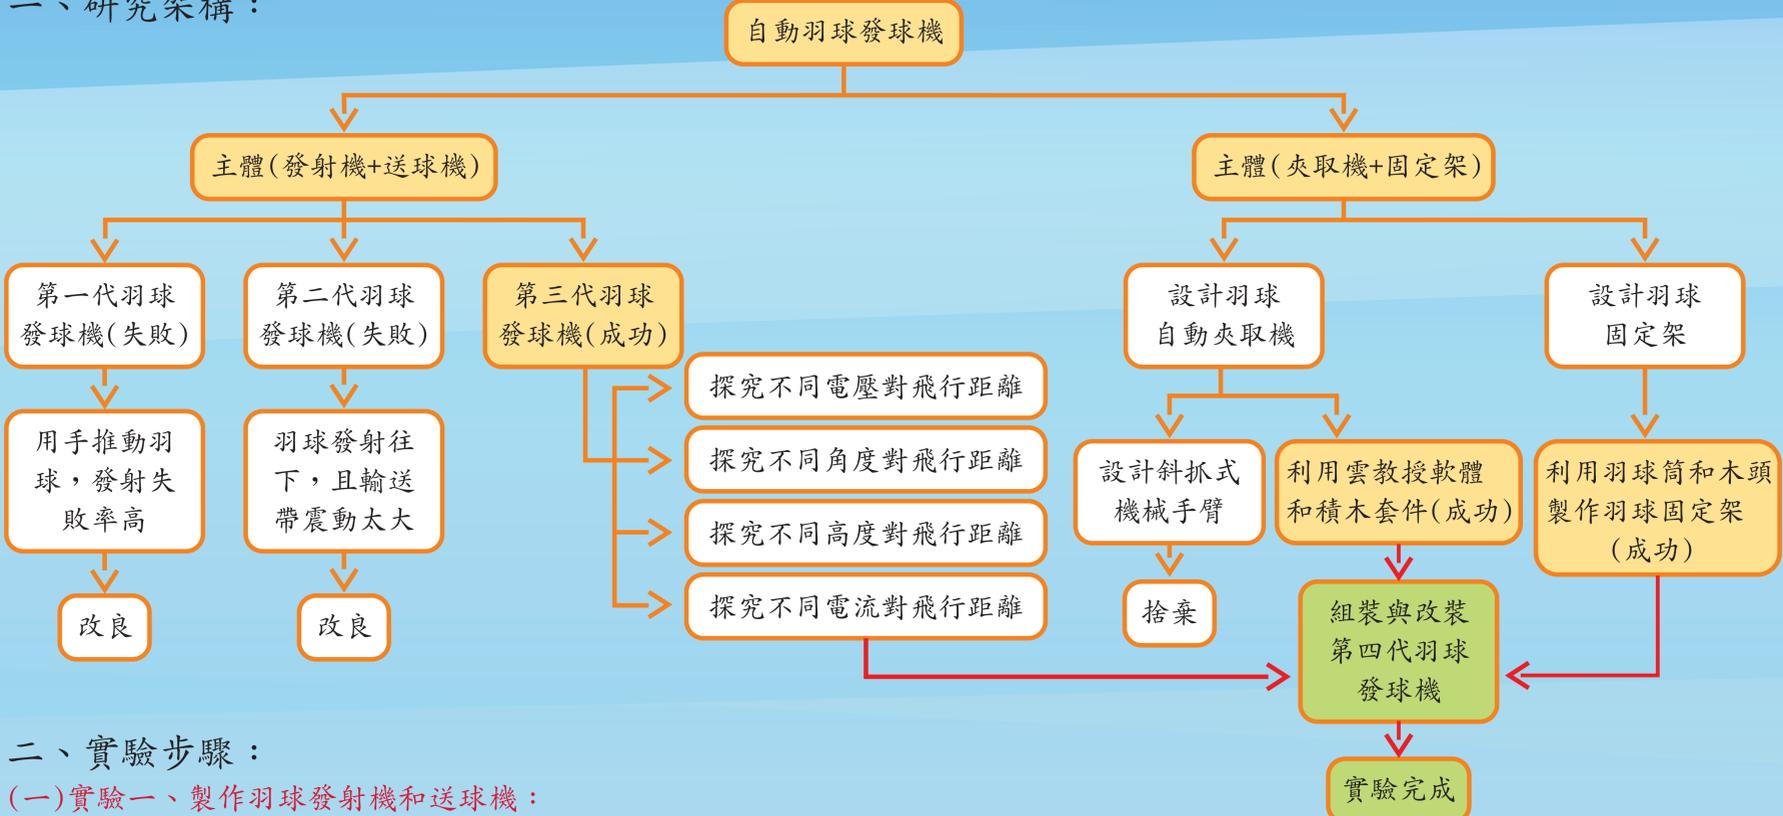 一、研究架構：
自動羽球發球機
主體(發射機+送球機)
主體(夾取機+固定架)
第一代羽球
發球機(失敗)
第二代羽球
發球機(失敗)
第三代羽球
發球機(成功)
設計羽球
自動夾取機
設計羽球
固定架
用手推動羽
球，發射失
敗率高
羽球發射往
下，且輸送
帶震動太大
探究不同電壓對飛行距離
探究不同角度對飛行距離
探究不同高度對飛行距離
探究不同電流對飛行距離
設計斜抓式
機械手臂
利用雲教授軟體
和積木套件(成功)
利用羽球筒和木頭
製作羽球固定架
(成功)
改良
改良
捨棄
組裝與改裝
第四代羽球
發球機
實驗完成
二、實驗步驟：
(一)實驗一、製作羽球發射機和送球機：